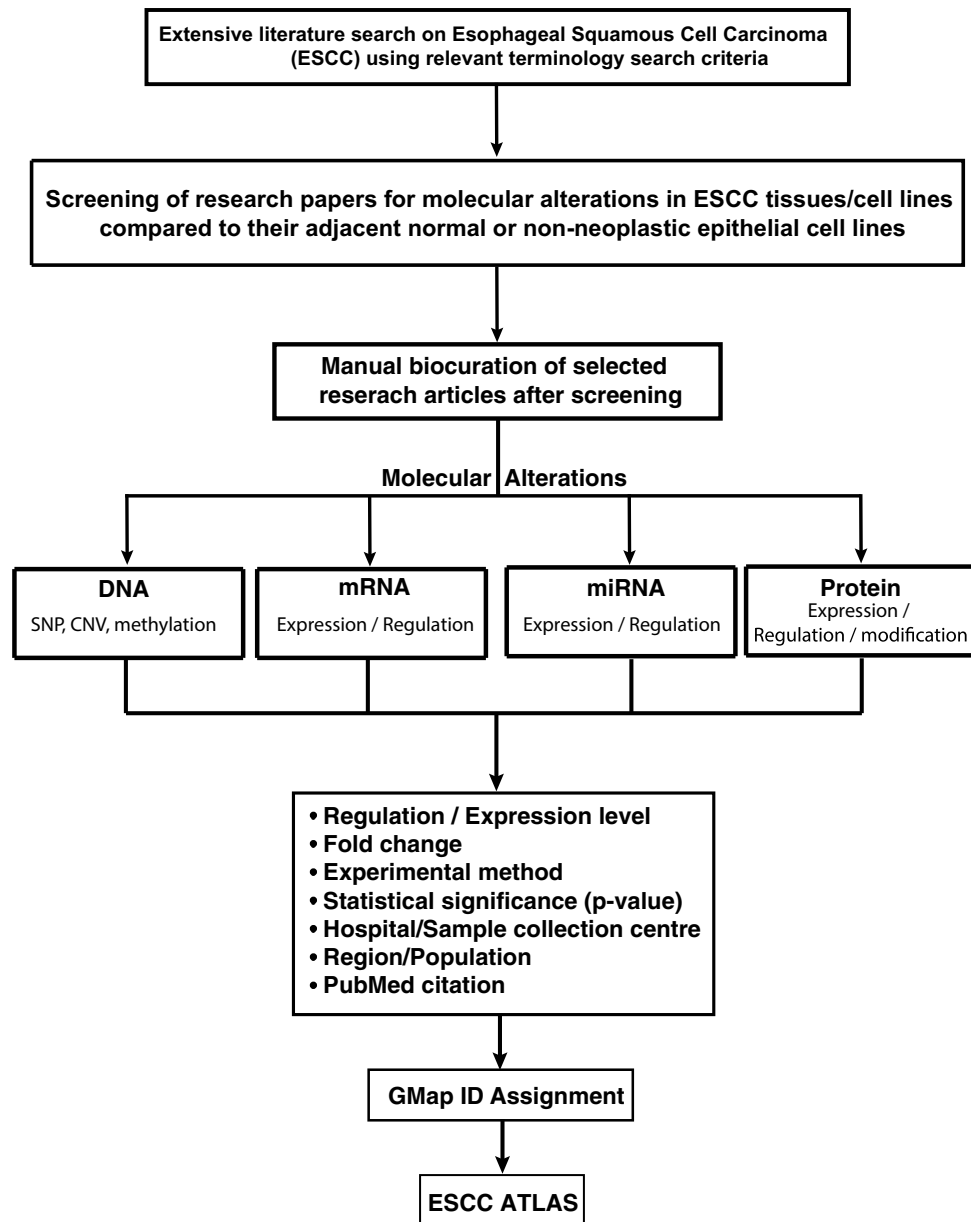 Extensive literature search on Esophageal Squamous Cell Carcinoma
(ESCC) using relevant terminology search criteria
Screening of research papers for molecular alterations in ESCC tissues/cell lines
compared to their adjacent normal or non-neoplastic epithelial cell lines
Manual biocuration of selected
reserach articles after screening
Molecular Alterations
DNA
SNP, CNV, methylation
mRNA
Expression / Regulation
miRNA
Expression / Regulation
Protein
Expression /
Regulation / modification
• Regulation / Expression level
• Fold change
• Experimental method
• Statistical significance (p-value)
• Hospital/Sample collection centre
• Region/Population
• PubMed citation
GMap ID Assignment
ESCC ATLAS